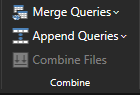 Merge Queries
Append Queries
Combine Files
Combine